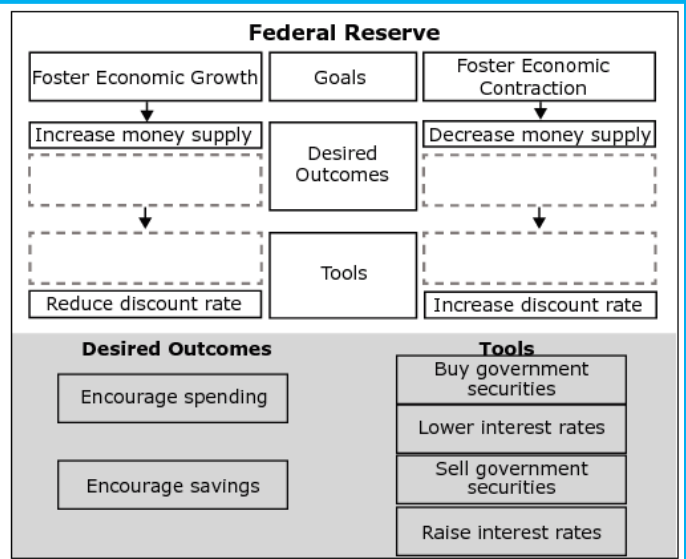 Federal Reserve
Foster Economic Growth
Goals
Foster Economic
Contraction
Increase money supply
Desired
Outcomes
Decrease money supply
Tools
Reduce discount rate
Increase discount rate
Desired Outcomes
Encourage spending
Encourage savings
Tools
Buy government
securities
Lower interest rates
Sell government
securities
Raise interest rates